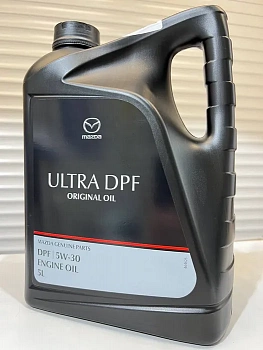 mazda
ULTRA DPF
ORIGINAL OIL
MAZDA GENUINE PARTS
DPF | 5W-30
ENGINE OIL
5L